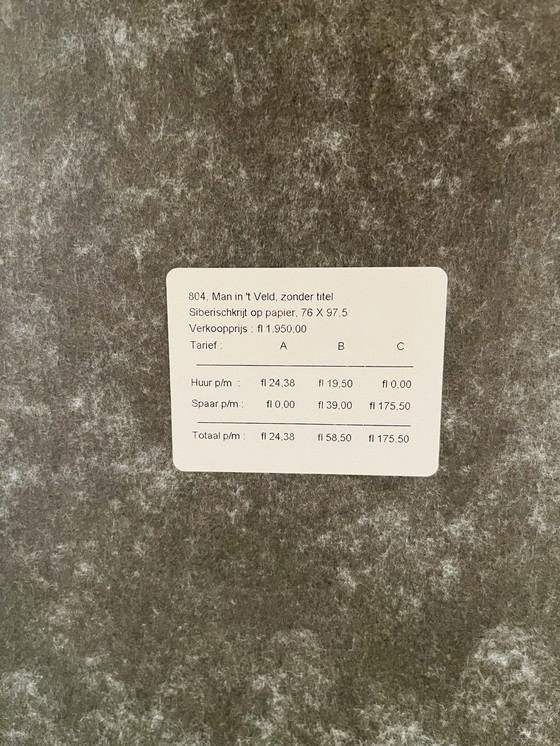 804, Man in 't Veld, zonder titel
Siberischkrijt op papier, 76 X 97,5
Verkoopprijs : fl 1.950,00
Tarief : A B C
Huur p/m : fl 24,38 fl 19,50 fl 0,00
Spaar p/m : fl 0,00 fl 39,00 fl 175,50
Totaal p/m : fl 24,38 fl 58,50 fl 175,50